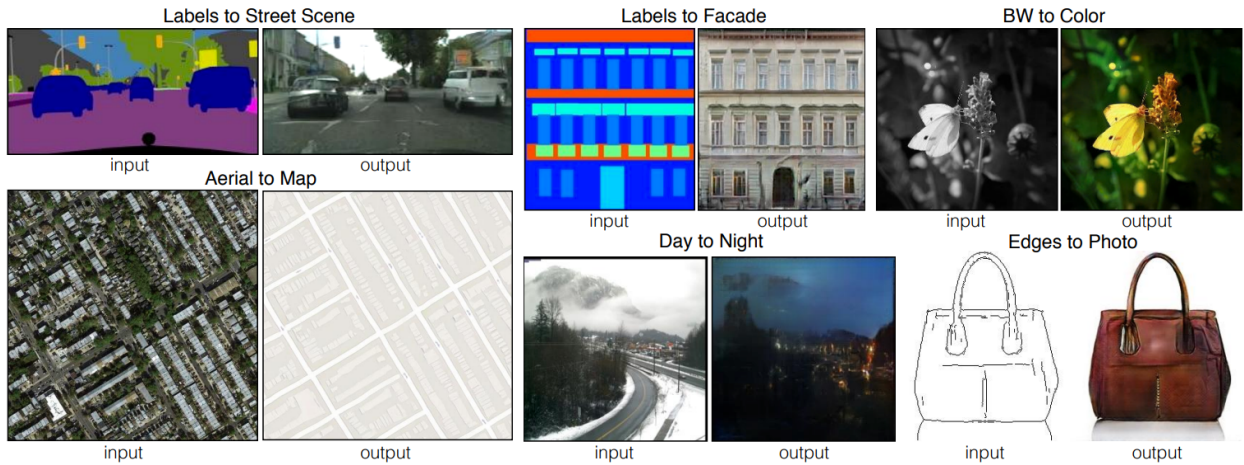 Labels to Street Scene
input
output
Aerial to Map
input
output
Labels to Facade
input
output
Day to Night
input
output
BW to Color
input
output
Edges to Photo
input
output